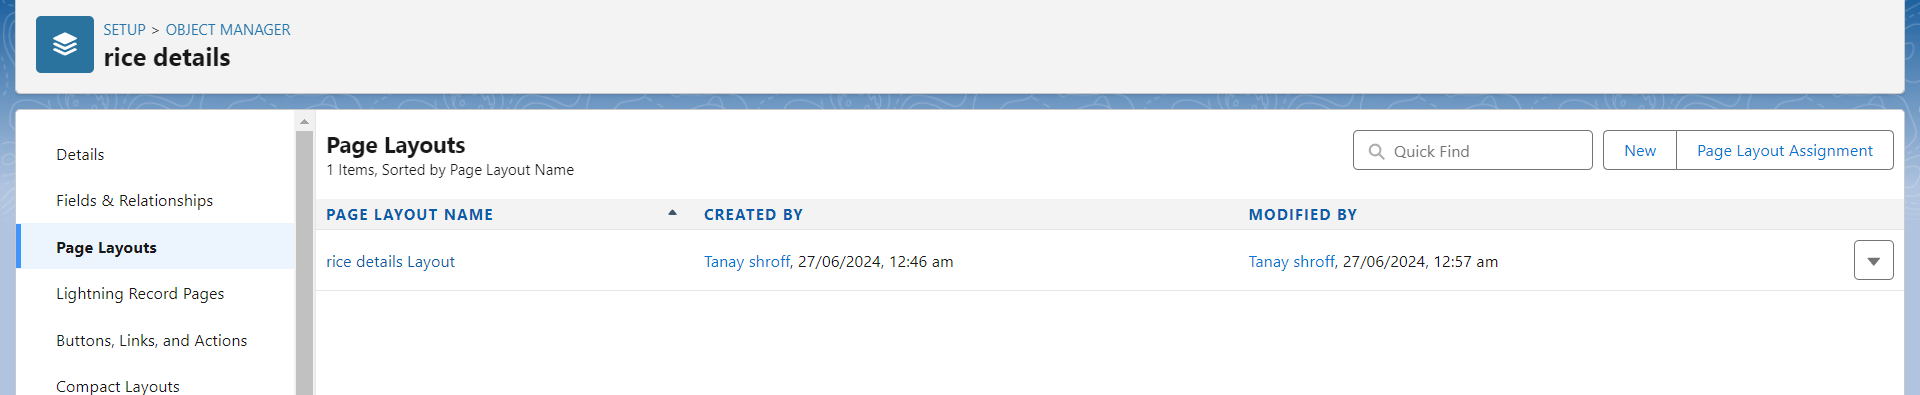 SETUP > OBJECT MANAGER
rice details
Details
Fields & Relationships
Page Layouts
Lightning Record Pages
Buttons, Links, and Actions
Compact Layouts
Page Layouts
1 Items, Sorted by Page Layout Name
Quick Find
New
Page Layout Assignment
PAGE LAYOUT NAME CREATED BY MODIFIED BY
rice details Layout Tanay shroff, 27/06/2024, 12:46 am Tanay shroff, 27/06/2024, 12:57 am